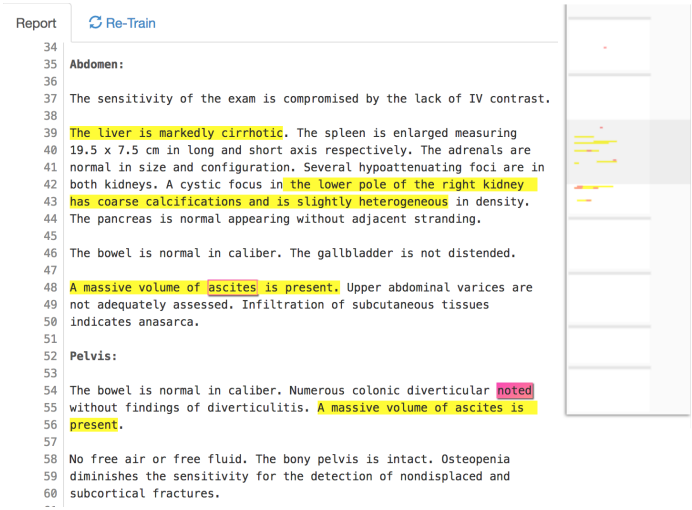 Report Re-Train
34
35 Abdomen:
36
37 The sensitivity of the exam is compromised by the lack of IV contrast.
38
39 The liver is markedly cirrhotic. The spleen is enlarged measuring
40 19.5 x 7.5 cm in long and short axis respectively. The adrenals are
41 normal in size and configuration. Several hypoattenuating foci are in
42 both kidneys. A cystic focus in the lower pole of the right kidney
43 has coarse calcifications and is slightly heterogeneous in density.
44 The pancreas is normal appearing without adjacent stranding.
45
46 The bowel is normal in caliber. The gallbladder is not distended.
47
48 A massive volume of ascites is present. Upper abdominal varices are
49 not adequately assessed. Infiltration of subcutaneous tissues
50 indicates anasarca.
51
52 Pelvis:
53
54 The bowel is normal in caliber. Numerous colonic diverticular noted
55 without findings of diverticulitis. A massive volume of ascites is
56 present.
57
58 No free air or free fluid. The bony pelvis is intact. Osteopenia
59 diminishes the sensitivity for the detection of nondisplaced and
60 subcortical fractures.